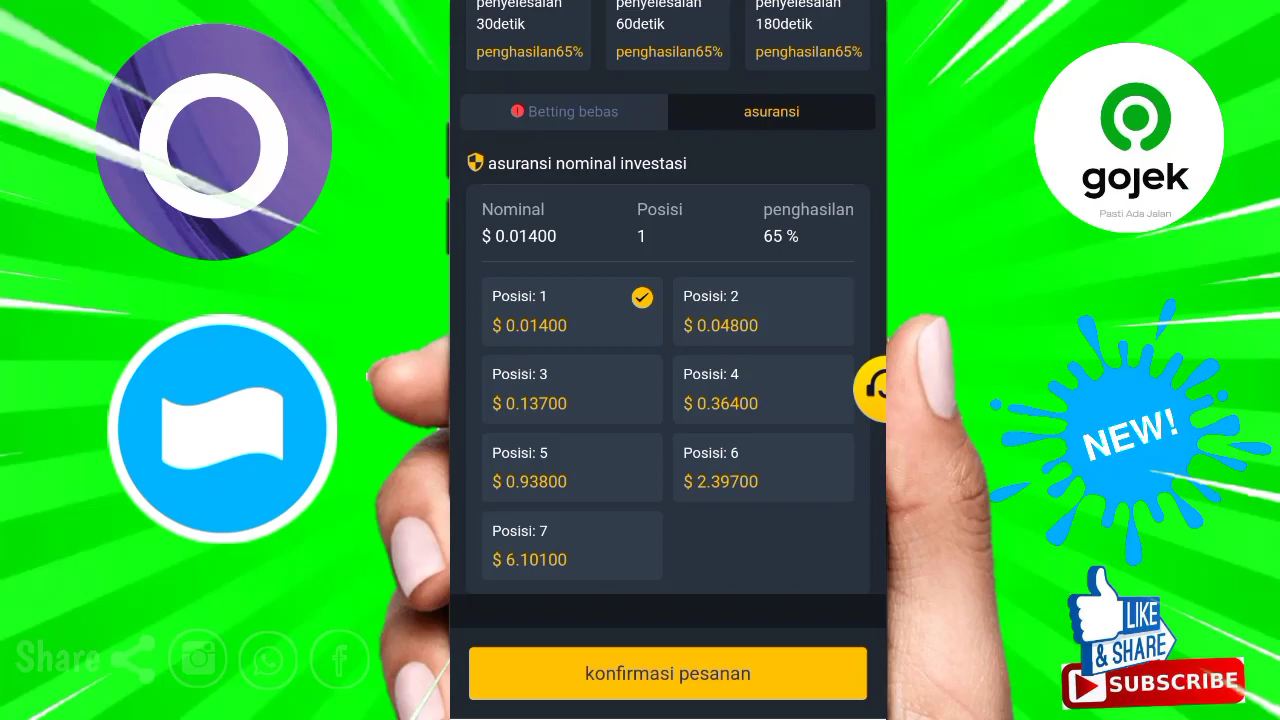 penyelesaian
30detik
penghasilan65%
penyelesaian
60detik
penghasilan65%
penyelesaian
180detik
penghasilan65%
Betting bebas
asuransi
asuransi nominal investasi
Nominal
Posisi
penghasilan
$ 0.01400
1
65 %
Posisi: 1
$ 0.01400
Posisi: 2
$ 0.04800
Posisi: 3
$ 0.13700
Posisi: 4
$ 0.36400
Posisi: 5
$ 0.93800
Posisi: 6
$ 2.39700
Posisi: 7
$ 6.10100
konfirmasi pesanan
gojek
Pasti Ada Jalan
NEW!
LIKE
& SHARE
SUBSCRIBE
Share